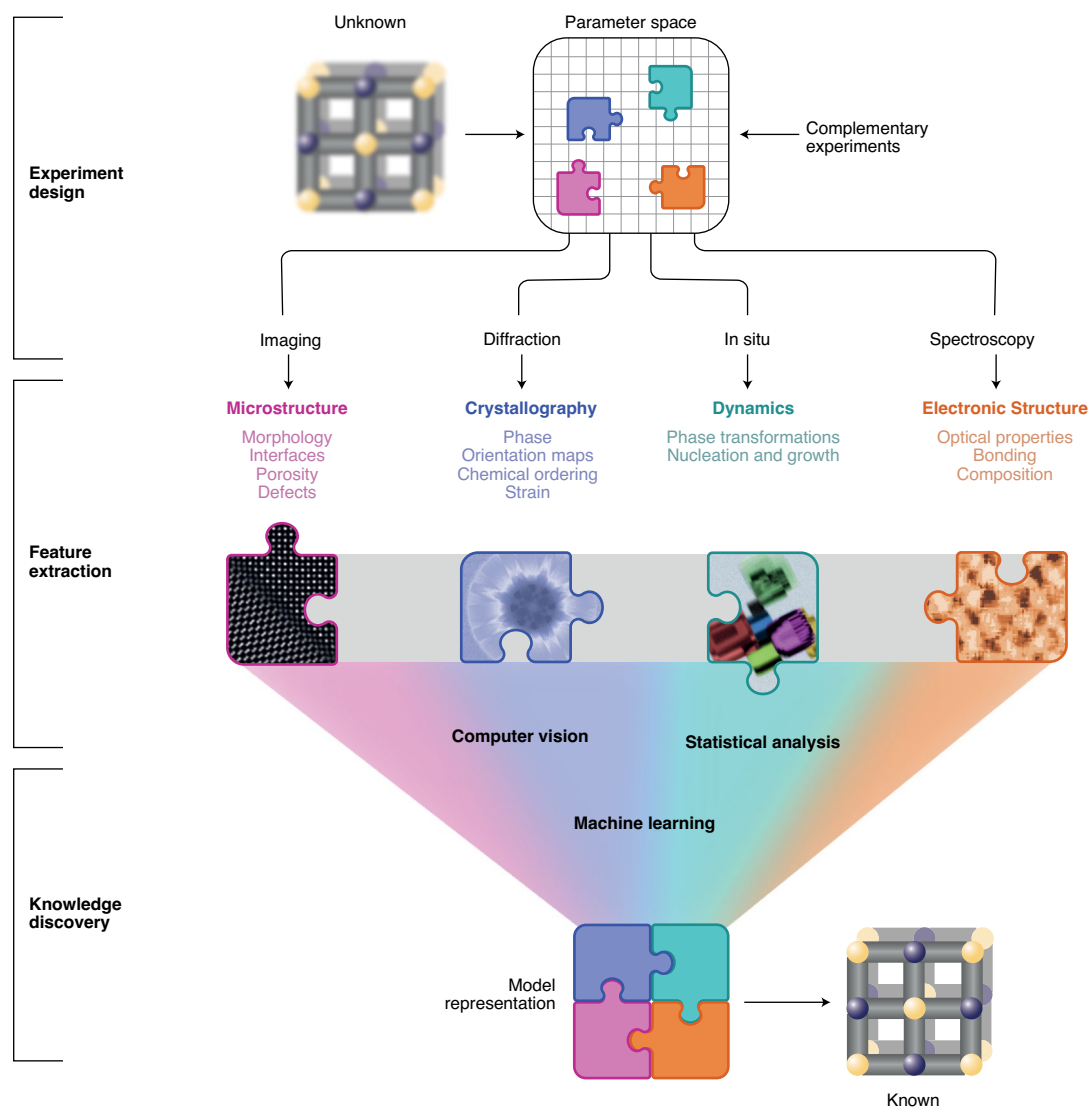 Unknown
Parameter space
Complementary
experiments
Experiment
design
Imaging
Diffraction
In situ
Spectroscopy
Microstructure
Morphology
Interfaces
Porosity
Defects
Crystallography
Phase
Orientation maps
Chemical ordering
Strain
Dynamics
Phase transformations
Nucleation and growth
Electronic Structure
Optical properties
Bonding
Composition
Feature
extraction
Computer vision
Statistical analysis
Machine learning
Knowledge
discovery
Model
representation
Known